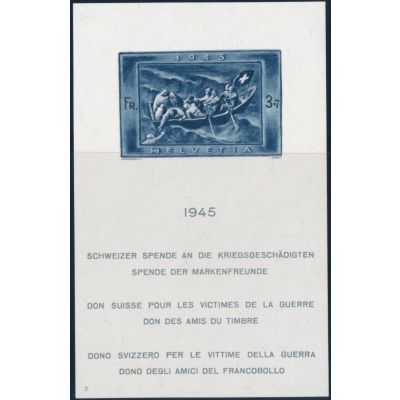 1945
FR. 3+7
HELVETIA
1945
SCHWEIZER SPENDE AN DIE KRIEGSGESCHÄDIGTEN
SPENDE DER MARKENFREUNDE
DON SUISSE POUR LES VICTIMES DE LA GUERRE
DON DES AMIS DU TIMBRE
DONO SVIZZERO PER LE VITTIME DELLA GUERRA
DONO DEGLI AMICI DEL FRANCOBOLLO